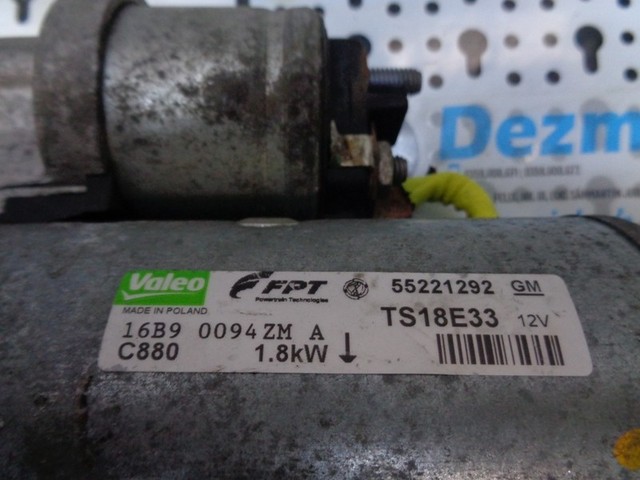 Dezm
Valeo
FPT
Powertrain Technologies
55221292 GM
MADE IN POLAND
16B9 0094ZM A
TS18E33 12V
C880 1.8kW